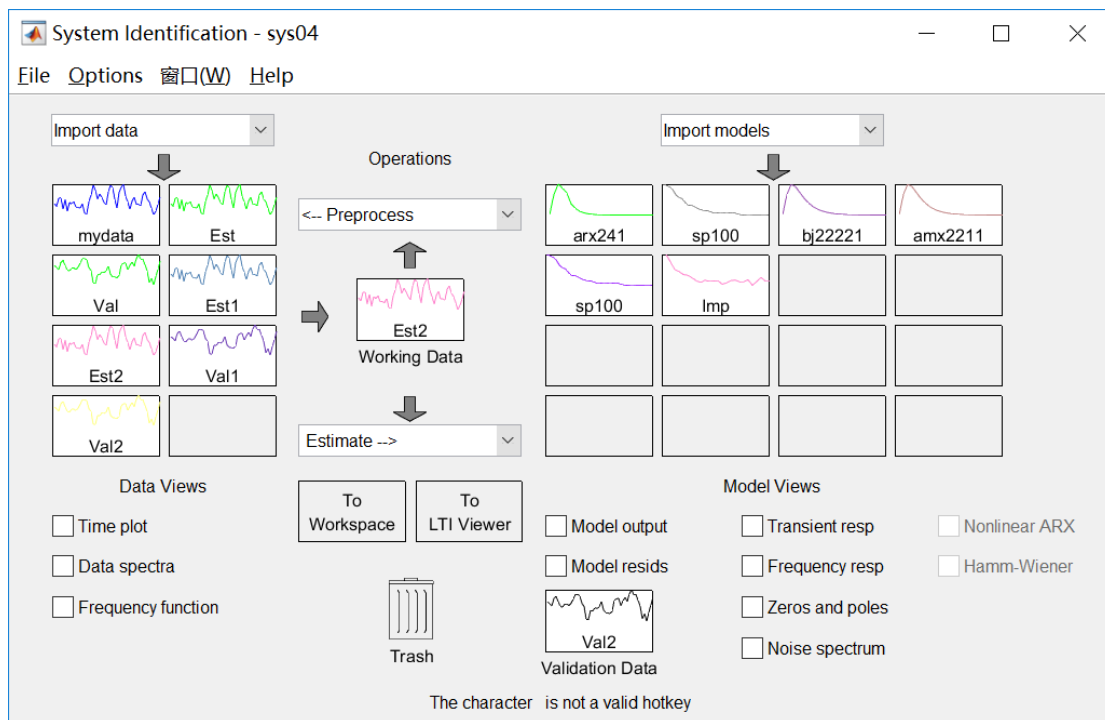 System Identification - sys04
File Options 窗口(W) Help
Import data
Import models
Operations
mydata
Est
<-- Preprocess
arx241
sp100
bj22221
amx2211
Val
Est1
Est2
Working Data
sp100
Imp
Est2
Val1
Val2
Estimate -->
Data Views
Model Views
To
Workspace
To
LTI Viewer
Time plot
Data spectra
Frequency function
Model output
Transient resp
Nonlinear ARX
Model resids
Frequency resp
Hamm-Wiener
Zeros and poles
Noise spectrum
Val2
Validation Data
Trash
The character is not a valid hotkey